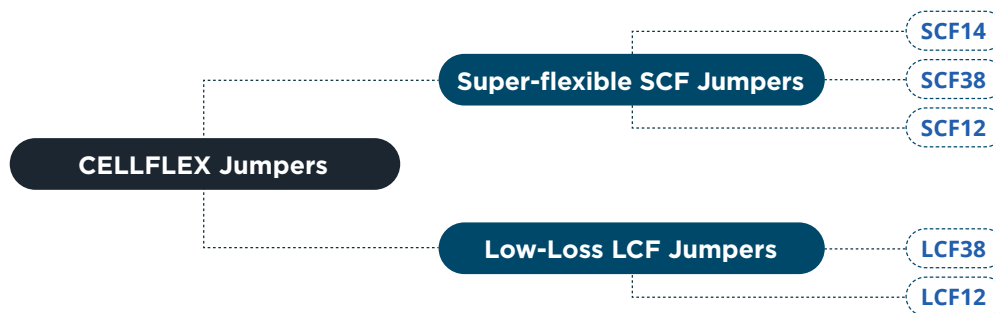 SCF14
Super-flexible SCF Jumpers
SCF38
SCF12
CELLFLEX Jumpers
Low-Loss LCF Jumpers
LCF38
LCF12